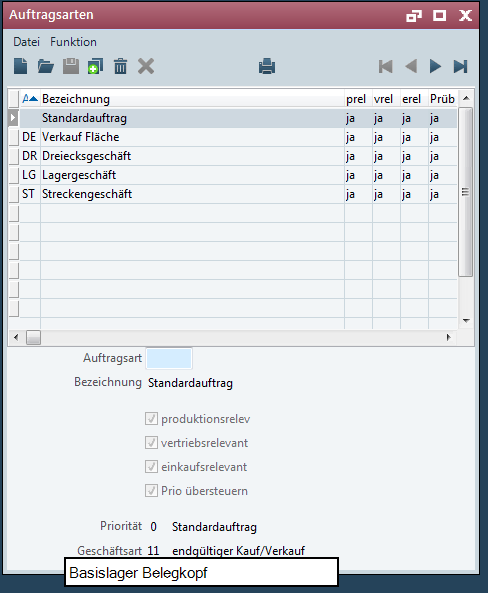 Auftragsarten
Datei Funktion
A Bezeichnung prel vrel erel Prüb
Standardauftrag ja ja ja ja
DE Verkauf Fläche ja ja ja ja
DR Dreiecksgeschäft ja ja ja ja
LG Lagergeschäft ja ja ja ja
ST Streckengeschäft ja ja ja ja
Auftragsart
Bezeichnung Standardauftrag
produktionsrelev
vertriebsrelevant
einkaufsrelevant
Prio übersteuern
Priorität 0 Standardauftrag
Geschäftsart 11 endgültiger Kauf/Verkauf
Basislager Belegkopf